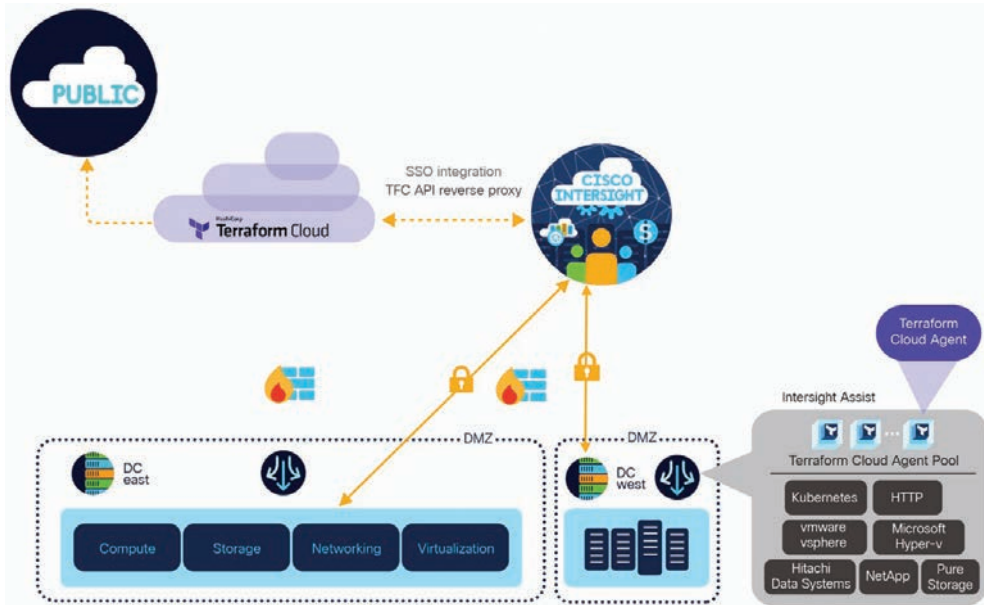 PUBLIC
SSO integration
TFC API reverse proxy
CISCO
INTERSIGHT
HashiCorp
Terraform Cloud
$
Terraform
Cloud Agent
Intersight Assist
DMZ
DMZ
DC
east
DC
west
...
Terraform Cloud Agent Pool
Kubernetes
HTTP
vmware
vsphere
Microsoft
Hyper-v
Compute
Storage
Networking
Virtualization
Hitachi
Data Systems
NetApp
Pure
Storage